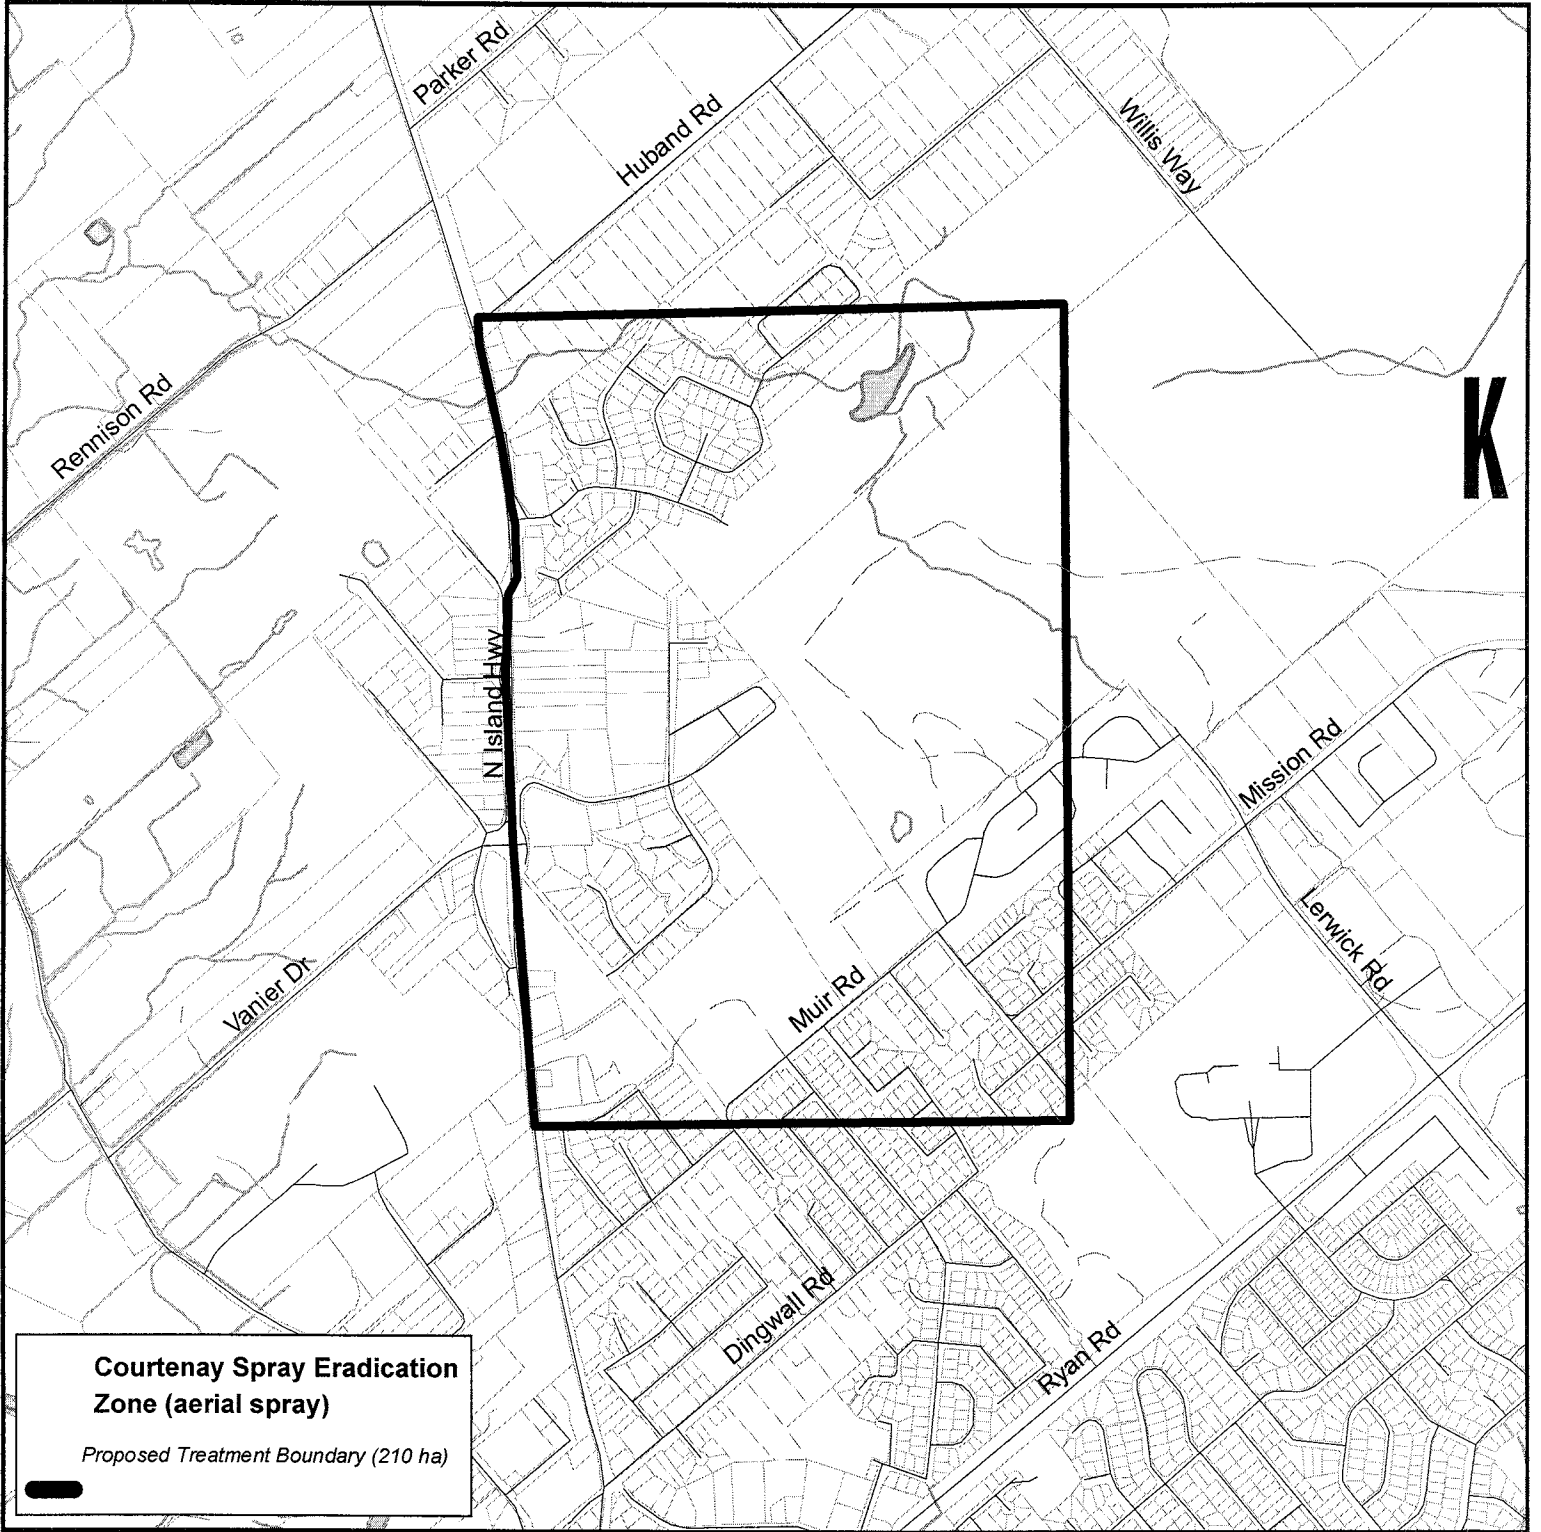 Parker Rd
Huband Rd
Willis Way
Rennison Rd
K
N Island Hwy
Mission Rd
Lerwick Rd
Vanier Dr
Muir Rd
Dingwall Rd
Ryan Rd
Courtenay Spray Eradication
Zone (aerial spray)
Proposed Treatment Boundary (210 ha)